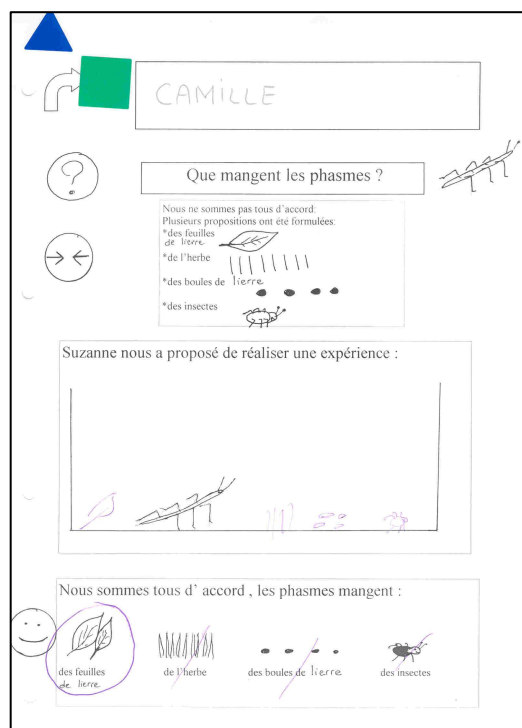 CAMILLE
?
Que mangent les phasmes ?
Nous ne sommes pas tous d'accord:
Plusieurs propositions ont été formulées:
*des feuilles
de lierre
*de l'herbe
*des boules de lierre
*des insectes
Suzanne nous a proposé de réaliser une expérience :
Nous sommes tous d' accord , les phasmes mangent :
des feuilles
de lierre
de l'herbe
des boules de lierre
des insectes